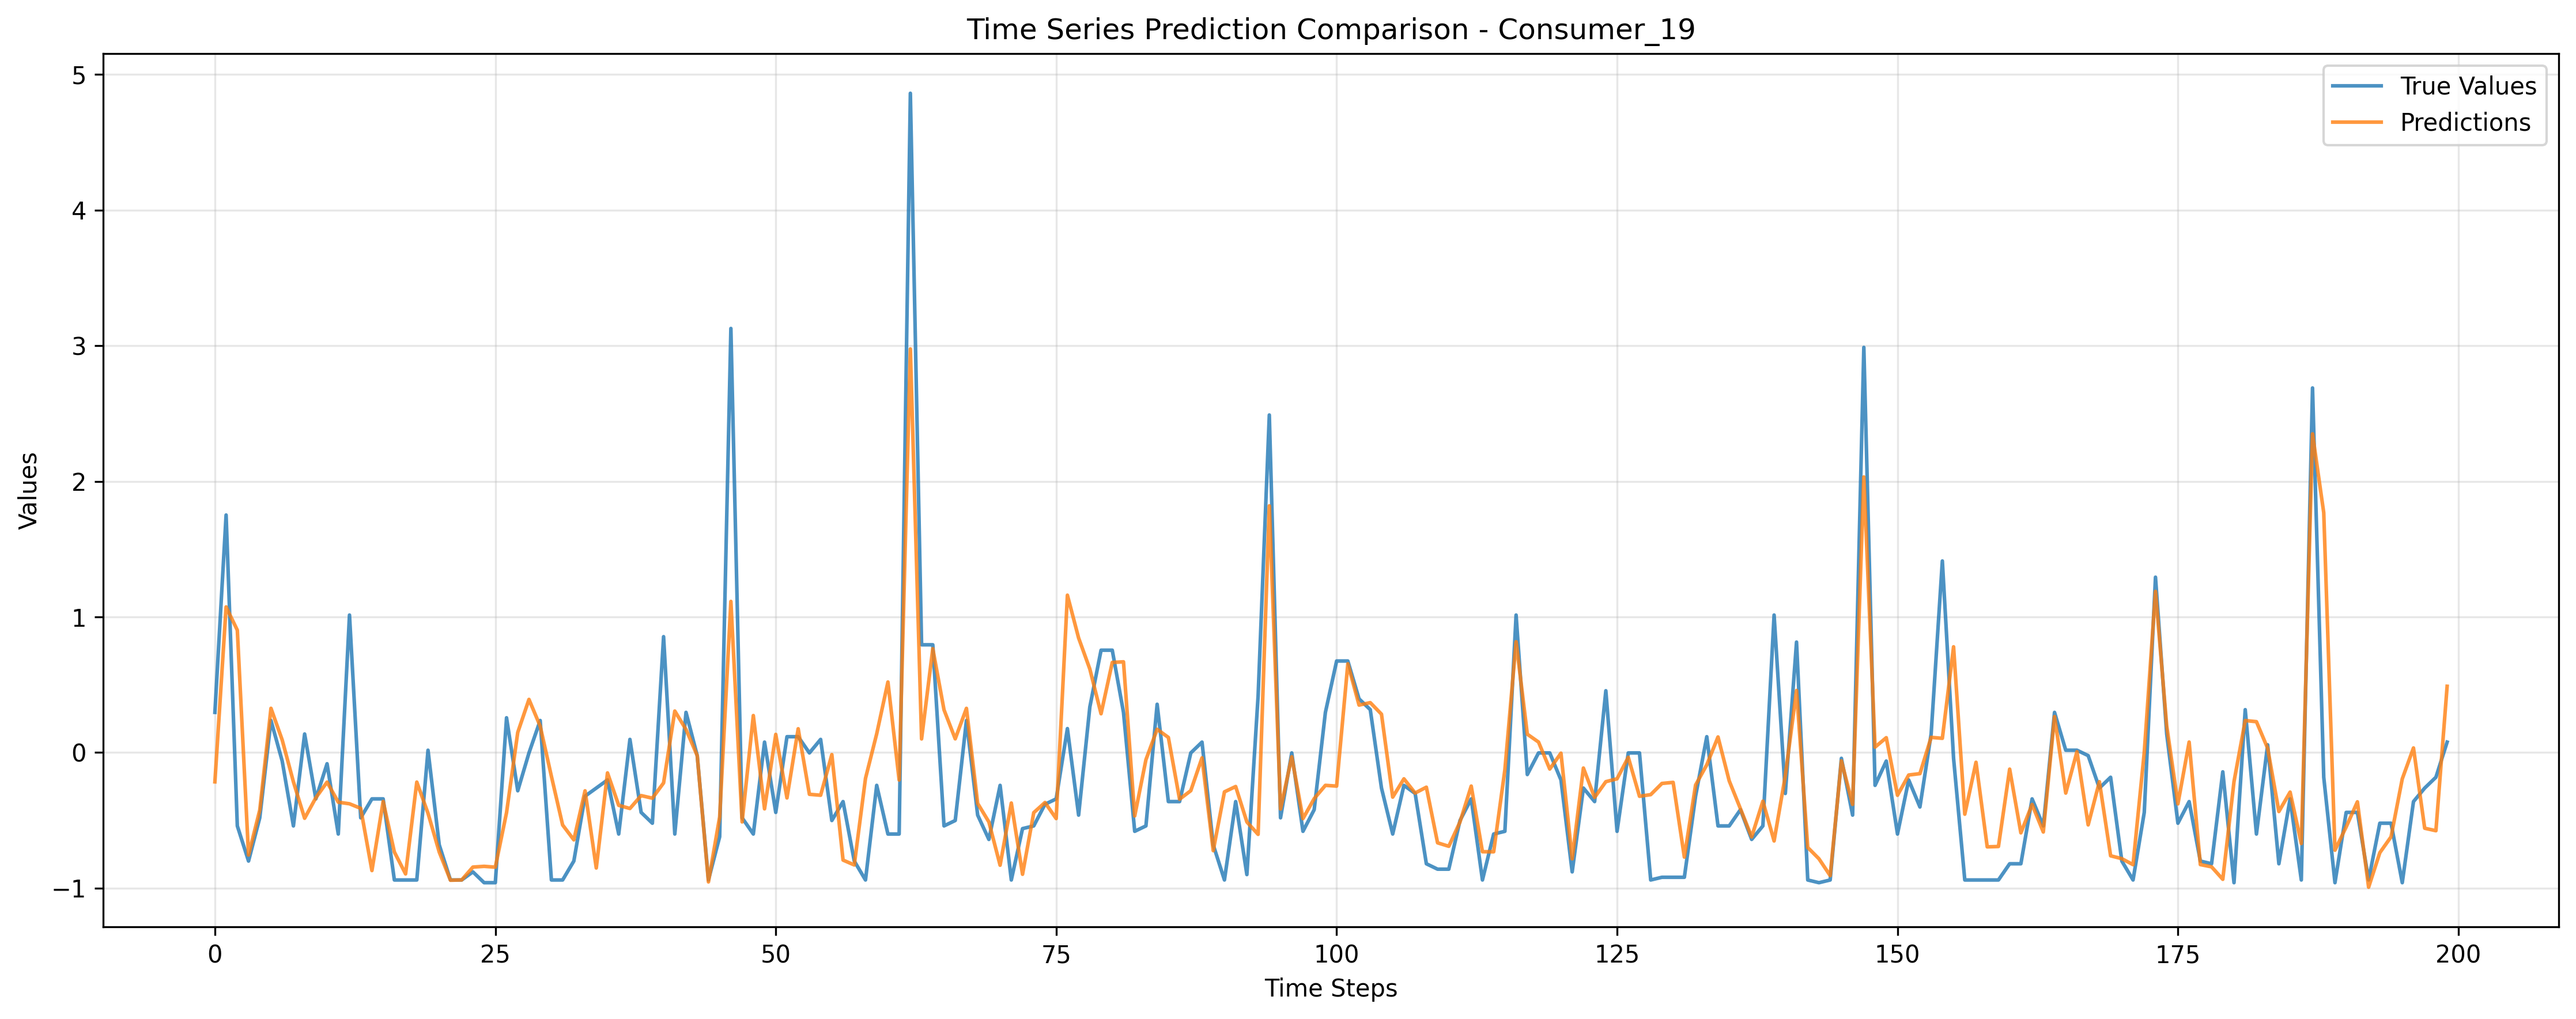 Time Series Prediction Comparison - Consumer_19
True Values
Predictions
Values
5
4
3
2
1
0
−1
0 25 50 75 100 125 150 175 200
Time Steps